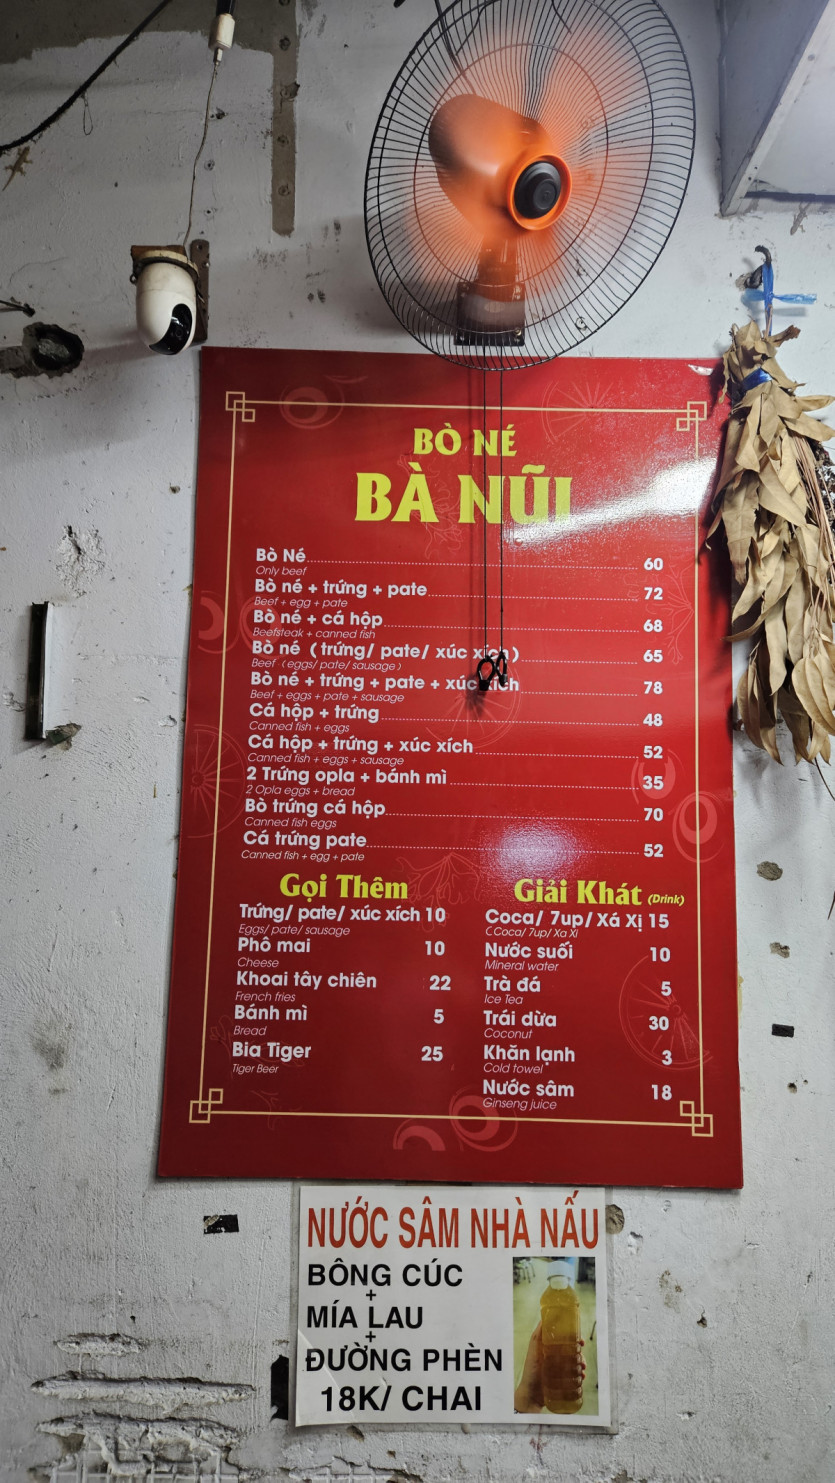 BÒ NÉ
BÀ NŨI
Bò Né 60
Only beef
Bò né + trứng + pate 72
Beef + egg + pate
Bò né + cá hộp 68
Beefsteak + canned fish
Bò né ( trứng/ pate/ xúc xích ) 65
Beef ( eggs/ pate/ sausage )
Bò né + trứng + pate + xúc xích 78
Beef + eggs + pate + sausage
Cá hộp + trứng 48
Canned fish + eggs
Cá hộp + trứng + xúc xích 52
Canned fish + eggs + sausage
2 Trứng opla + bánh mì 35
2 Opla eggs + bread
Bò trứng cá hộp 70
Canned fish eggs
Cá trứng pate 52
Canned fish + egg + pate
Gọi Thêm
Trứng/ pate/ xúc xích 10
Eggs/ pate/ sausage
Phô mai 10
Cheese
Khoai tây chiên 22
French fries
Bánh mì 5
Bread
Bia Tiger 25
Tiger Beer
Giải Khát (Drink)
Coca/ 7up/ Xá Xị 15
CCoca/ 7up/ Xa Xi
Nước suối 10
Mineral water
Trà đá 5
Ice Tea
Trái dừa 30
Coconut
Khăn lạnh 3
Cold towel
Nước sâm 18
Ginseng juice
NƯỚC SÂM NHÀ NẤU
BÔNG CÚC
+
MÍA LAU
+
ĐƯỜNG PHÈN
18K/ CHAI